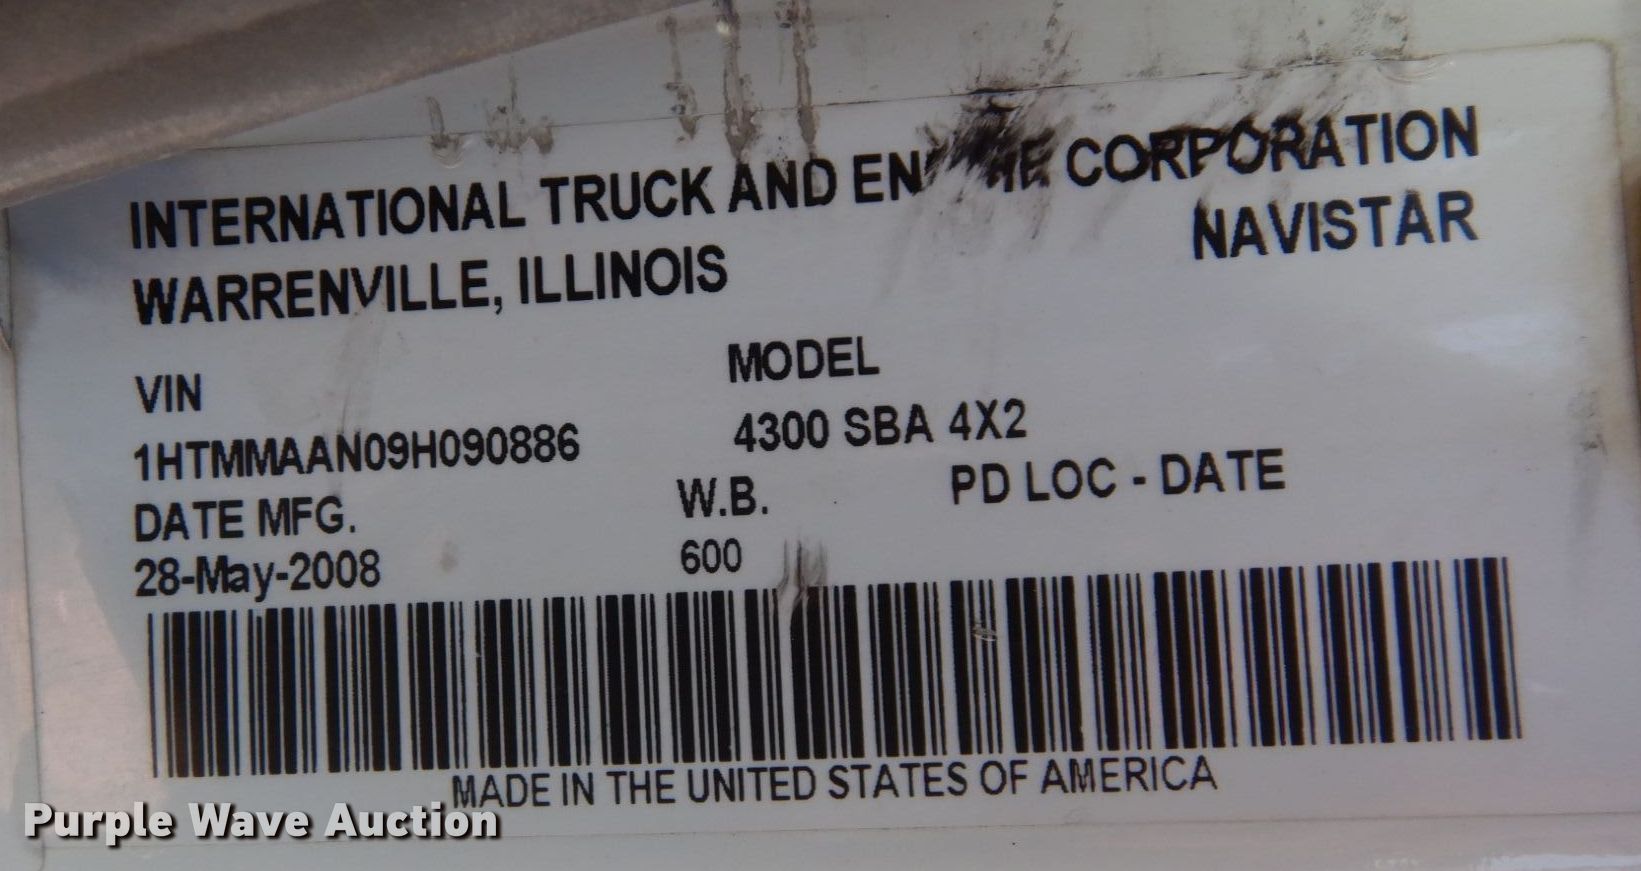 INTERNATIONAL TRUCK AND ENGINE CORPORATION
WARRENVILLE, ILLINOIS
NAVISTAR
VIN
MODEL
1HTMMAAN09H090886
4300 SBA 4X2
DATE MFG.
W.B.
PD LOC - DATE
28-May-2008
600
MADE IN THE UNITED STATES OF AMERICA
Purple Wave Auction